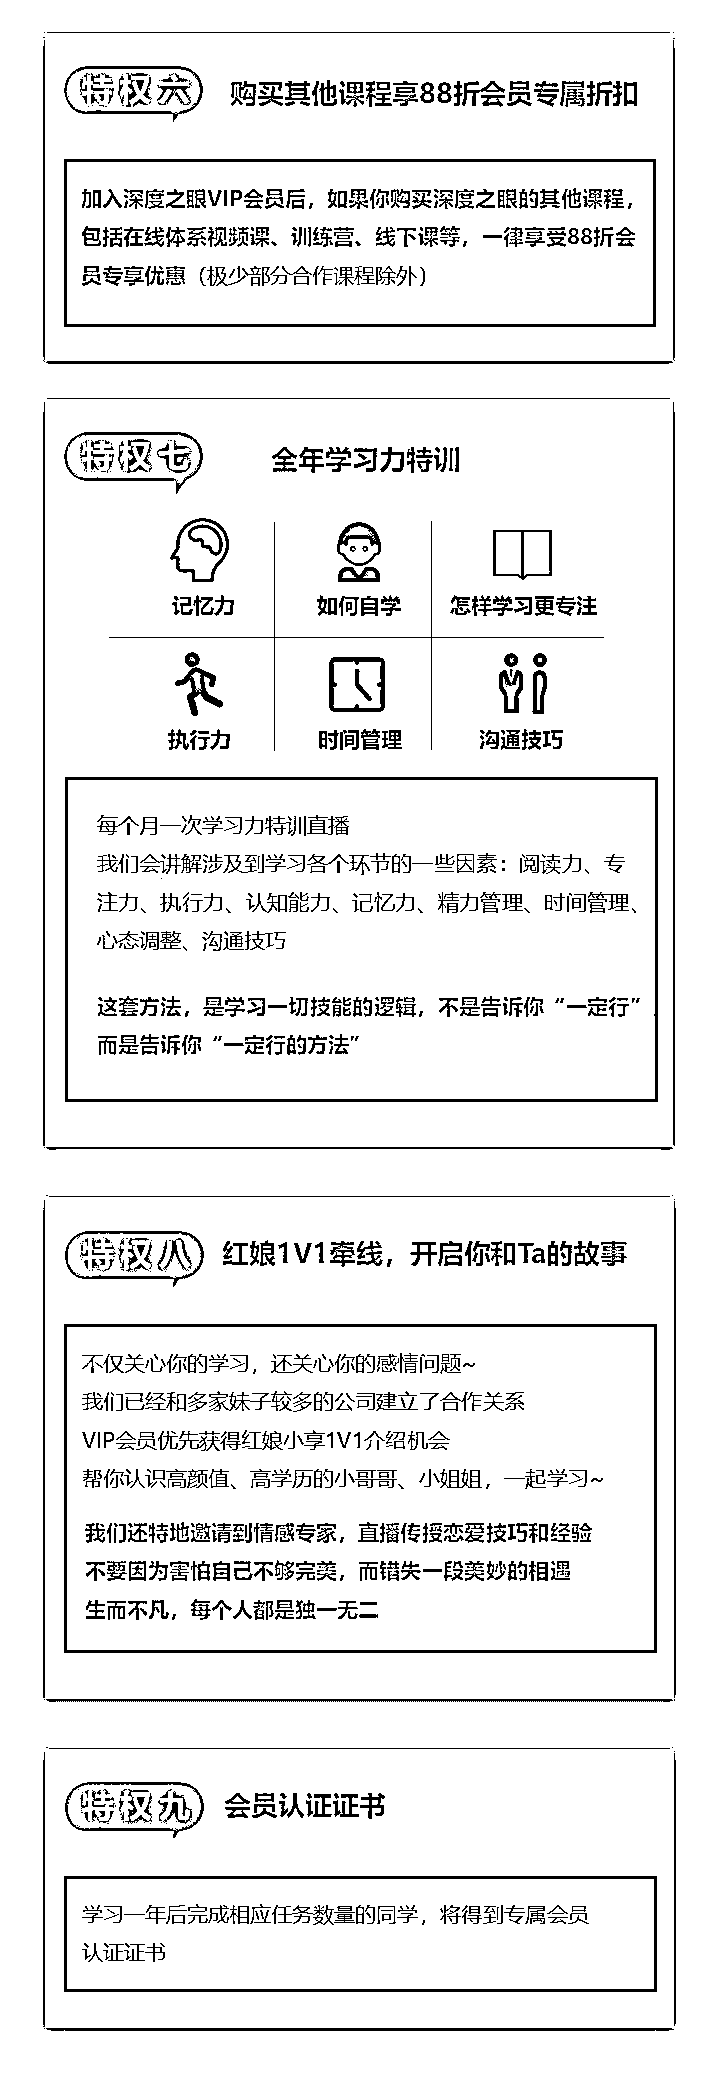 特权六 购买其他课程享88折会员专属折扣
加入深度之眼VIP会员后，如果你购买深度之眼的其他课程，
包括在线体系视频课、训练营、线下课等，一律享受88折会
员专享优惠（极少部分合作课程除外）
特权七 全年学习力特训
记忆力 如何自学 怎样学习更专注
执行力 时间管理 沟通技巧
每个月一次学习力特训直播
我们会讲解涉及到学习各个环节的一些因素：阅读力、专
注力、执行力、认知能力、记忆力、精力管理、时间管理、
心态调整、沟通技巧
这套方法，是学习一切技能的逻辑，不是告诉你“一定行”，
而是告诉你“一定行的方法”
特权八 红娘1V1牵线，开启你和Ta的故事
不仅关心你的学习，还关心你的感情问题~
我们已经和多家妹子较多的公司建立了合作关系
VIP会员优先获得红娘小享1V1介绍机会
帮你认识高颜值、高学历的小哥哥、小姐姐，一起学习~
我们还特地邀请到情感专家，直播传授恋爱技巧和经验
不要因为害怕自己不够完美，而错失一段美妙的相遇
生而不凡，每个人都是独一无二
特权九 会员认证证书
学习一年后完成相应任务数量的同学，将得到专属会员
认证证书